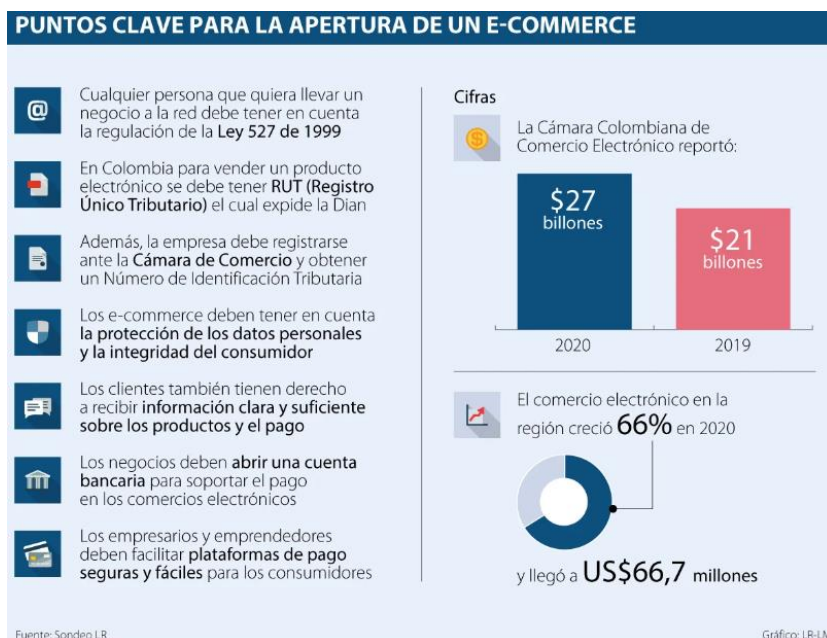 PUNTOS CLAVE PARA LA APERTURA DE UN E-COMMERCE
@
Cualquier persona que quiera llevar un
negocio a la red debe tener en cuenta
la regulación de la Ley 527 de 1999
En Colombia para vender un producto
electrónico se debe tener RUT (Registro
Único Tributario) el cual expide la Dian
Además, la empresa debe registrarse
ante la Cámara de Comercio y obtener
un Número de Identificación Tributaria
Los e-commerce deben tener en cuenta
la protección de los datos personales
y la integridad del consumidor
Los clientes también tienen derecho
a recibir información clara y suficiente
sobre los productos y el pago
Los negocios deben abrir una cuenta
bancaria para soportar el pago
en los comercios electrónicos
Los empresarios y emprendedores
deben facilitar plataformas de pago
seguras y fáciles para los consumidores
Cifras
$
La Cámara Colombiana de
Comercio Electrónico reportó:
$27
billones
$21
billones
2020
2019
El comercio electrónico en la
región creció 66% en 2020
y llegó a US$66,7 millones
Fuente: Sondeo LR
Gráfico: LR-LM